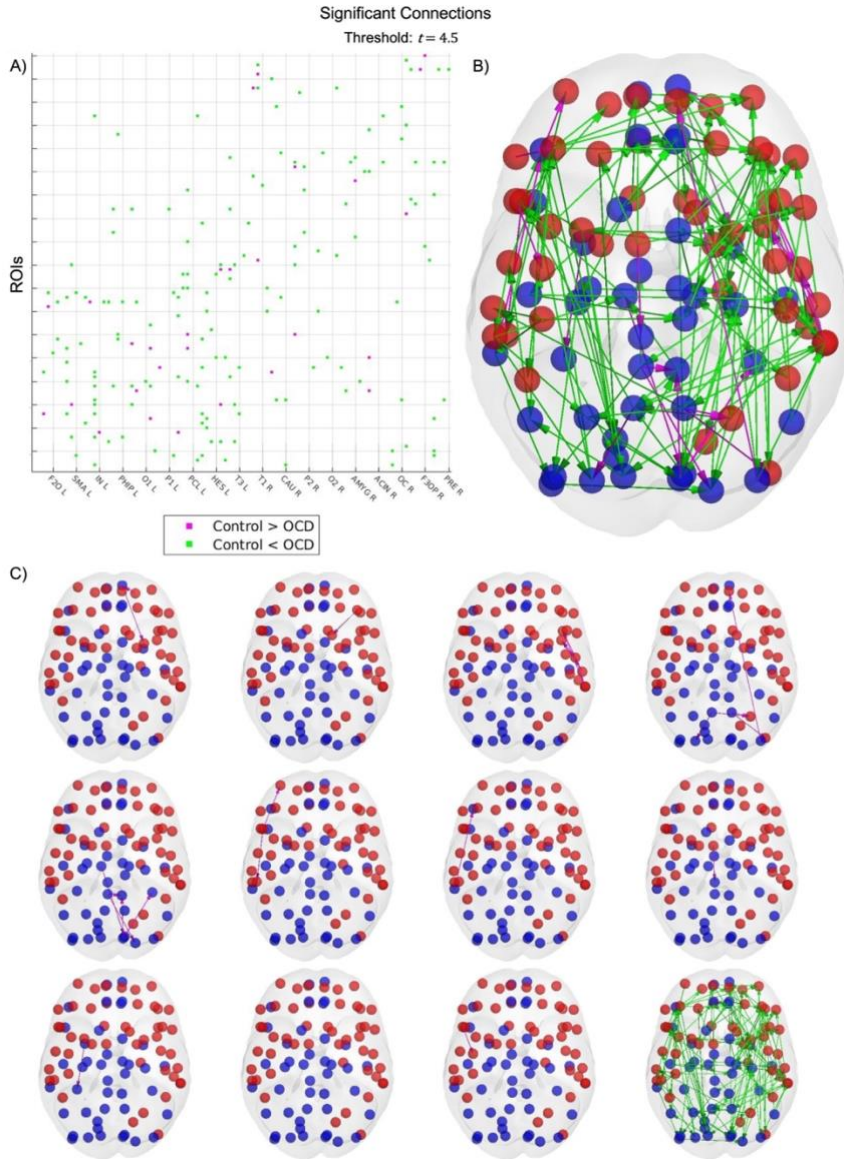 Significant Connections
Threshold: t = 4.5
A)
B)
ROIs
F2O L
SMA L
IN L
PHIP L
O1 L
P1 L
PCL L
HES L
T3 L
T1 R
CAU R
P2 R
O2 R
AMYG R
ACIN R
OC R
F3OP R
PRE R
Control > OCD
Control < OCD
C)